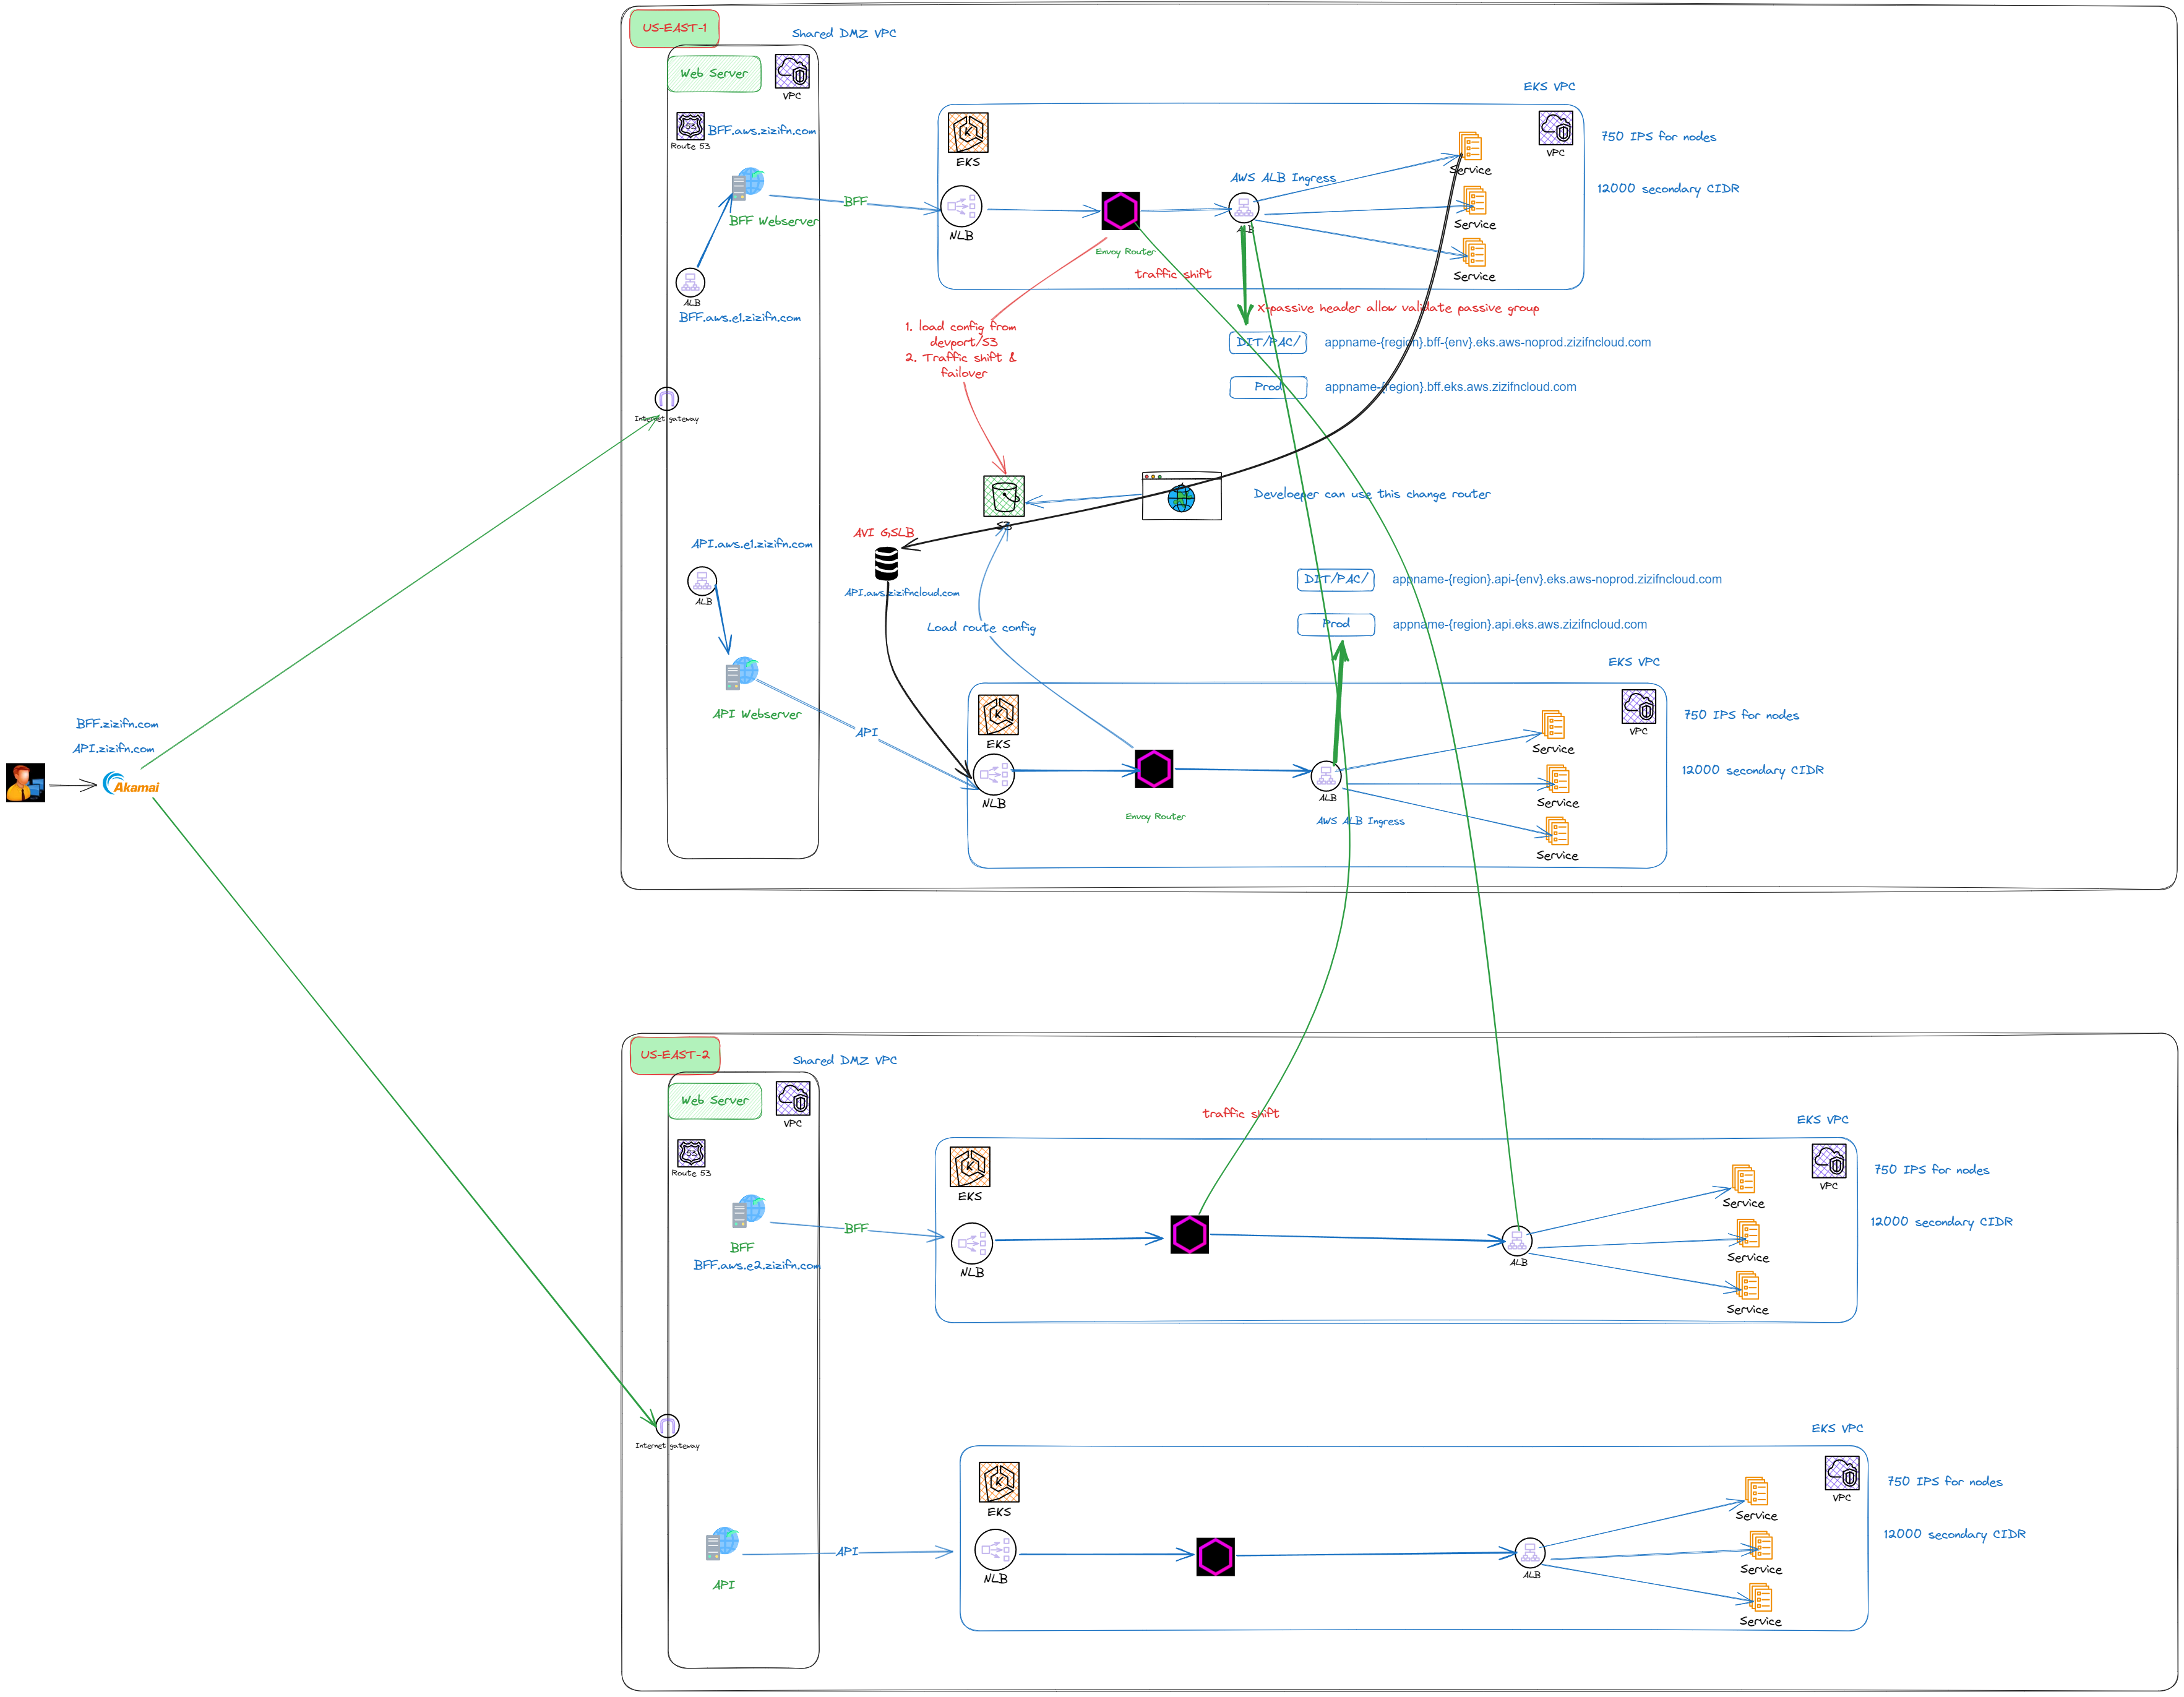 US-EAST-1
Shared DMZ VPC
Web Server
VPC
EKS VPC
53
Route 53
BFF.aws.zizifn.com
EKS
K
VPC
750 IPS for nodes
12000 secondary CIDR
BFF Webserver
BFF
NLB
Envoy Router
AWS ALB Ingress
ALB
Service
Service
Service
ALB
BFF.aws.e1.zizifn.com
traffic shift
X-passive header allow validate passive group
1. load config from
devport/S3
2. Traffic shift &
failover
DIT/PAC/
appname-{region}.bff-{env}.eks.aws-noprod.zizifncloud.com
Prod
appname-{region}.bff.eks.aws.zizifncloud.com
Internet gateway
S3
Develoeper can use this change router
AVI GSLB
API.aws.zizifncloud.com
API.aws.e1.zizifn.com
ALB
DIT/PAC/
appname-{region}.api-{env}.eks.aws-noprod.zizifncloud.com
Prod
appname-{region}.api.eks.aws.zizifncloud.com
Load route config
API Webserver
API
EKS VPC
K
EKS
VPC
750 IPS for nodes
12000 secondary CIDR
NLB
Envoy Router
ALB
AWS ALB Ingress
Service
Service
Service
BFF.zizifn.com
API.zizifn.com
Akamai
US-EAST-2
Shared DMZ VPC
Web Server
VPC
53
Route 53
traffic shift
EKS VPC
K
EKS
VPC
750 IPS for nodes
12000 secondary CIDR
BFF
BFF
BFF.aws.e2.zizifn.com
NLB
ALB
Service
Service
Service
Internet gateway
EKS VPC
K
EKS
VPC
750 IPS for nodes
12000 secondary CIDR
API
API
NLB
ALB
Service
Service
Service